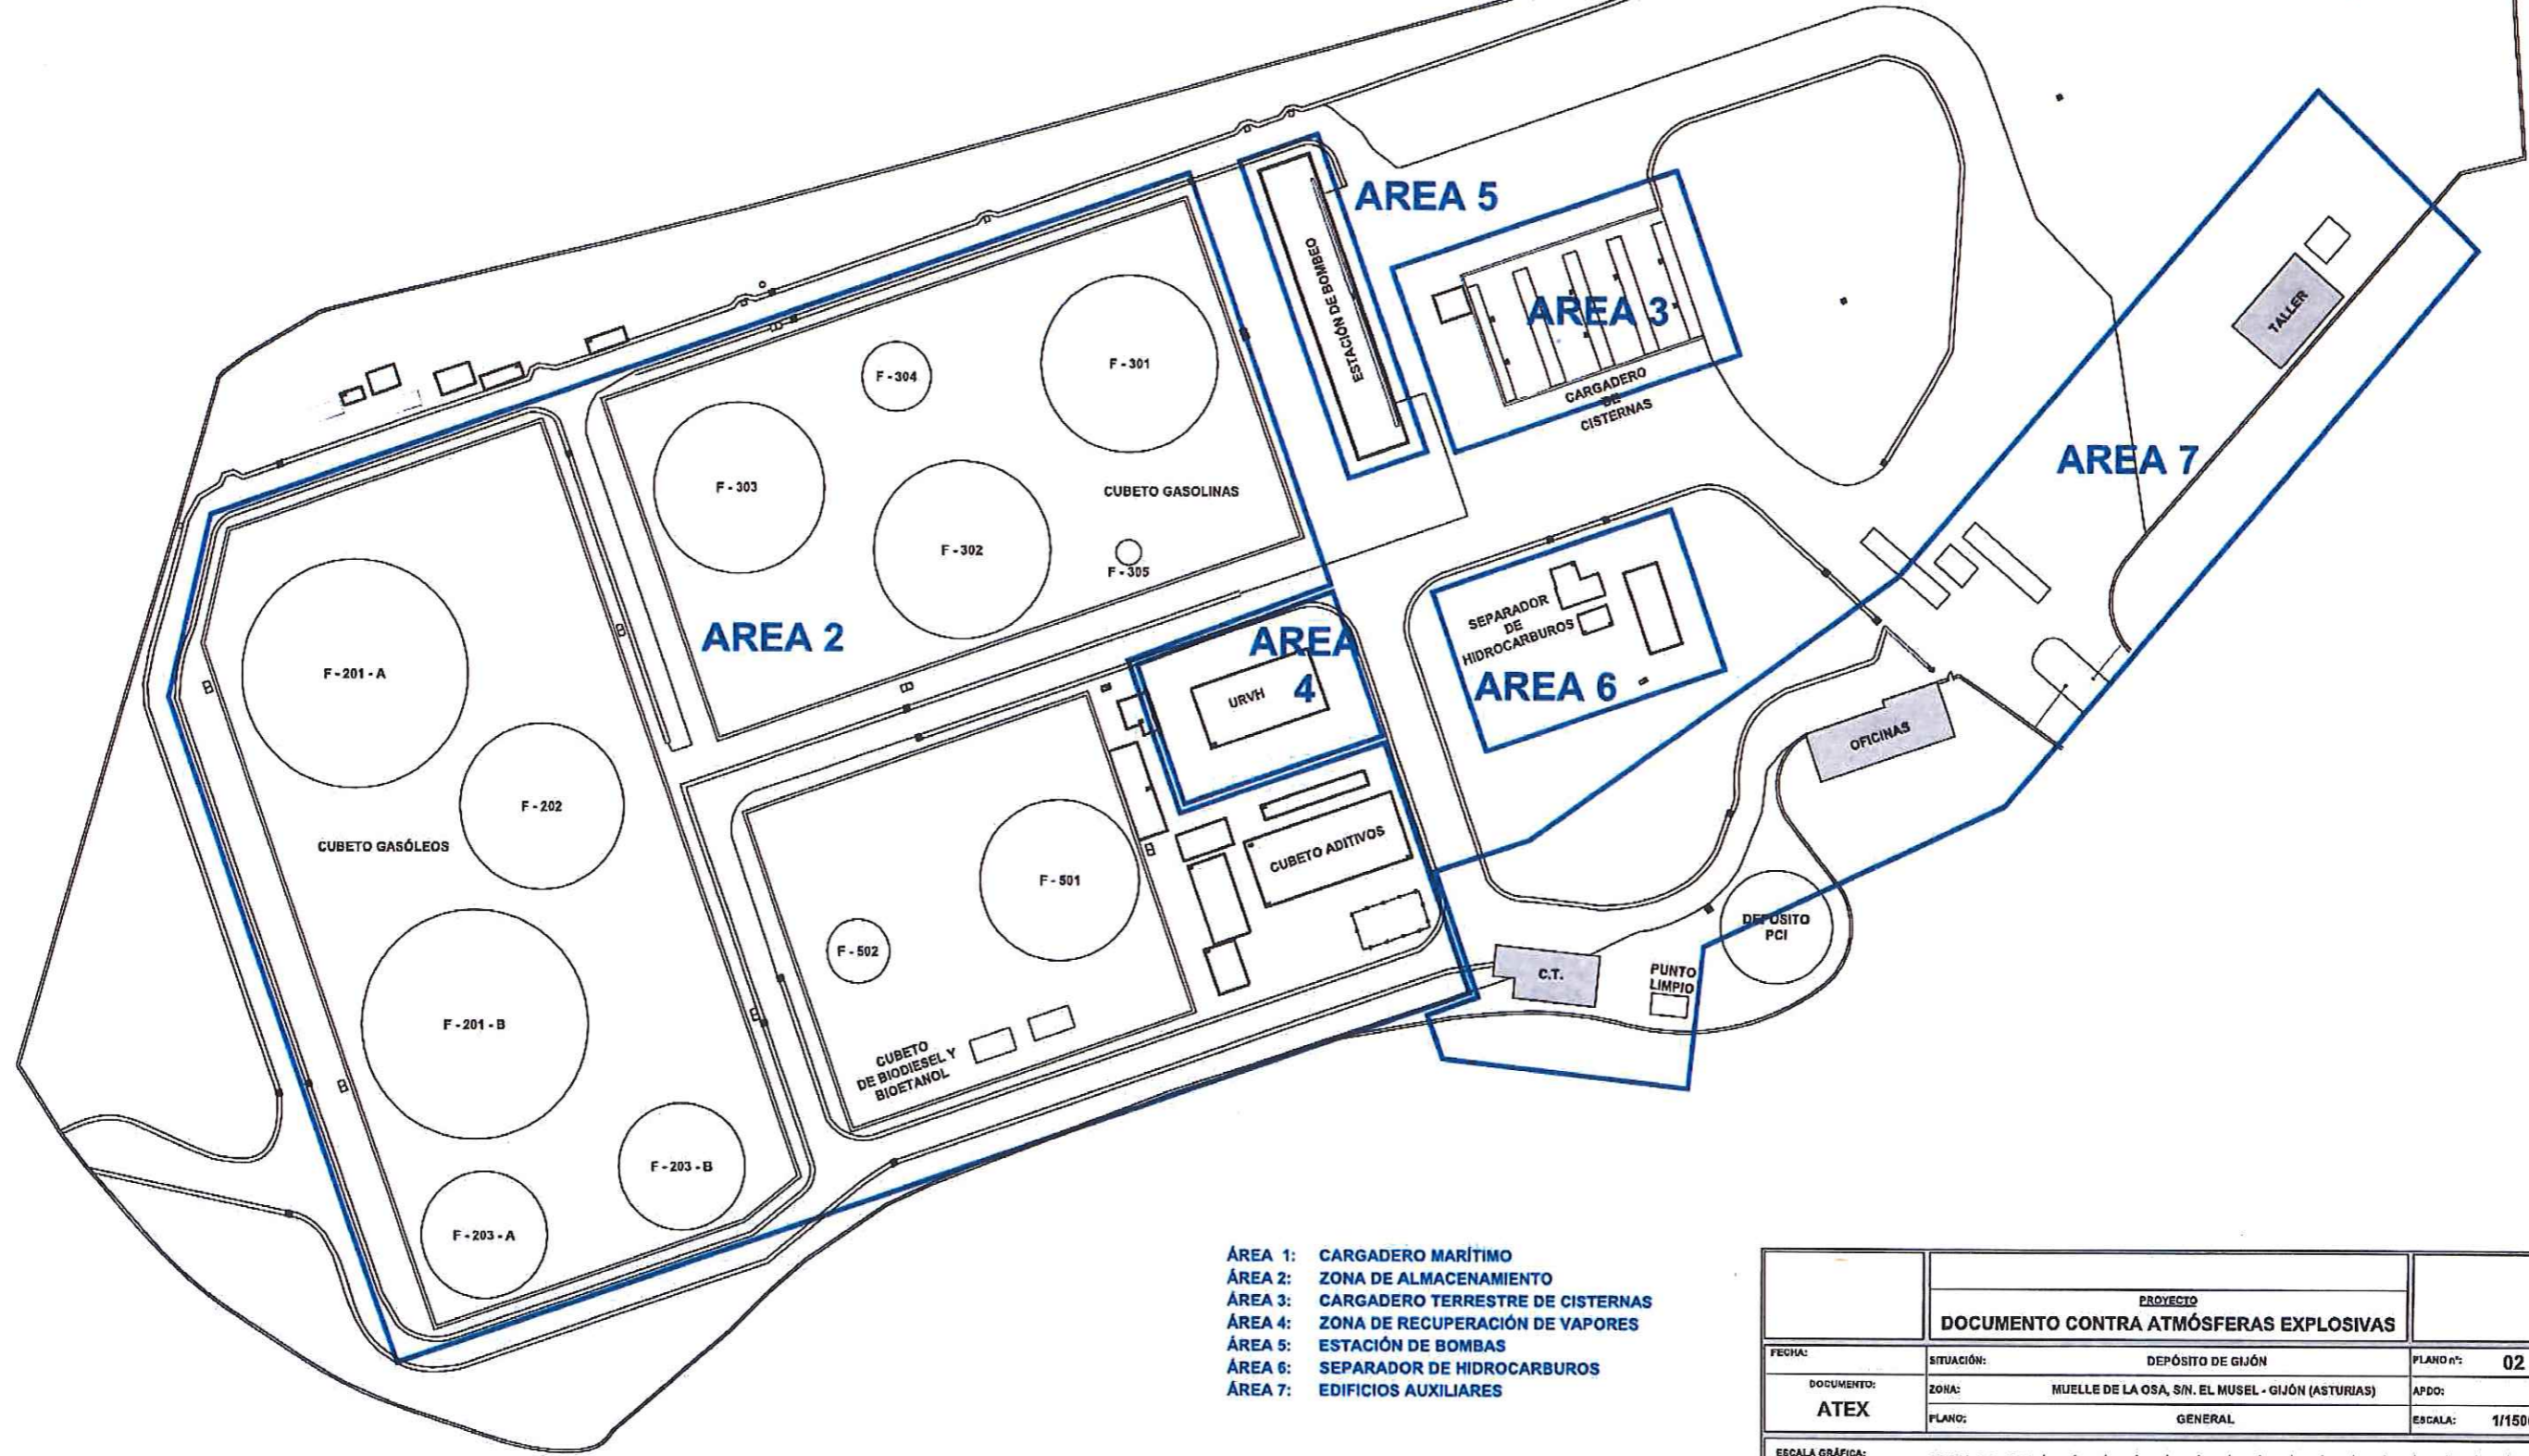 AREA 5
ESTACIÓN DE BOMBEO
AREA 3
CARGADERO
DE
CISTERNAS
TALLER
AREA 7
F - 304
F - 301
F - 303
F - 302
CUBETO GASOLINAS
F - 305
AREA 2
AREA
4
URVH
SEPARADOR
DE
HIDROCARBUROS
AREA 6
OFICINAS
F - 201 - A
F - 202
CUBETO GASÓLEOS
F - 201 - B
F - 203 - B
F - 203 - A
F - 501
F - 502
CUBETO ADITIVOS
CUBETO
DE BIODIESEL Y
BIOETANOL
C.T.
PUNTO
LIMPIO
DEPOSITO
PCI
ÁREA 1: CARGADERO MARÍTIMO
ÁREA 2: ZONA DE ALMACENAMIENTO
ÁREA 3: CARGADERO TERRESTRE DE CISTERNAS
ÁREA 4: ZONA DE RECUPERACIÓN DE VAPORES
ÁREA 5: ESTACIÓN DE BOMBAS
ÁREA 6: SEPARADOR DE HIDROCARBUROS
ÁREA 7: EDIFICIOS AUXILIARES
PROYECTO
DOCUMENTO CONTRA ATMÓSFERAS EXPLOSIVAS
FECHA:
SITUACIÓN: DEPÓSITO DE GIJÓN PLANO nº: 02
DOCUMENTO:
ATEX
ZONA: MUELLE DE LA OSA, S/N. EL MUSEL - GIJÓN (ASTURIAS) APDO:
PLANO: GENERAL ESCALA:
ESCALA GRÁFICA: